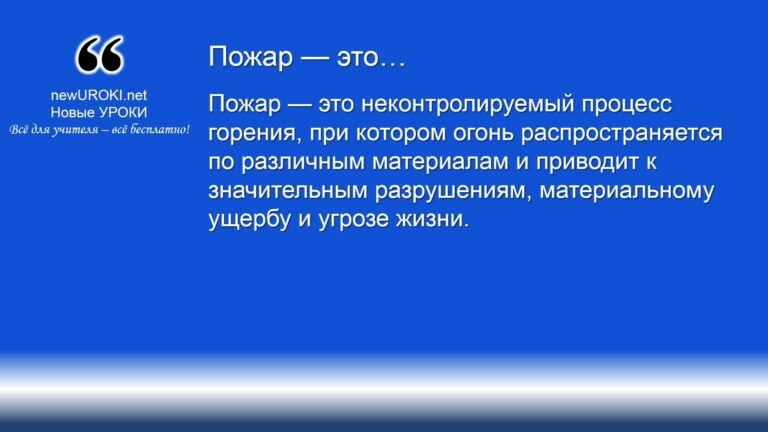 ❝
newUROKI.net
Новые УРОКИ
Всё для учителя – всё бесплатно!
Пожар — это…
Пожар — это неконтролируемый процесс
горения, при котором огонь распространяется
по различным материалам и приводит к
значительным разрушениям, материальному
ущербу и угрозе жизни.